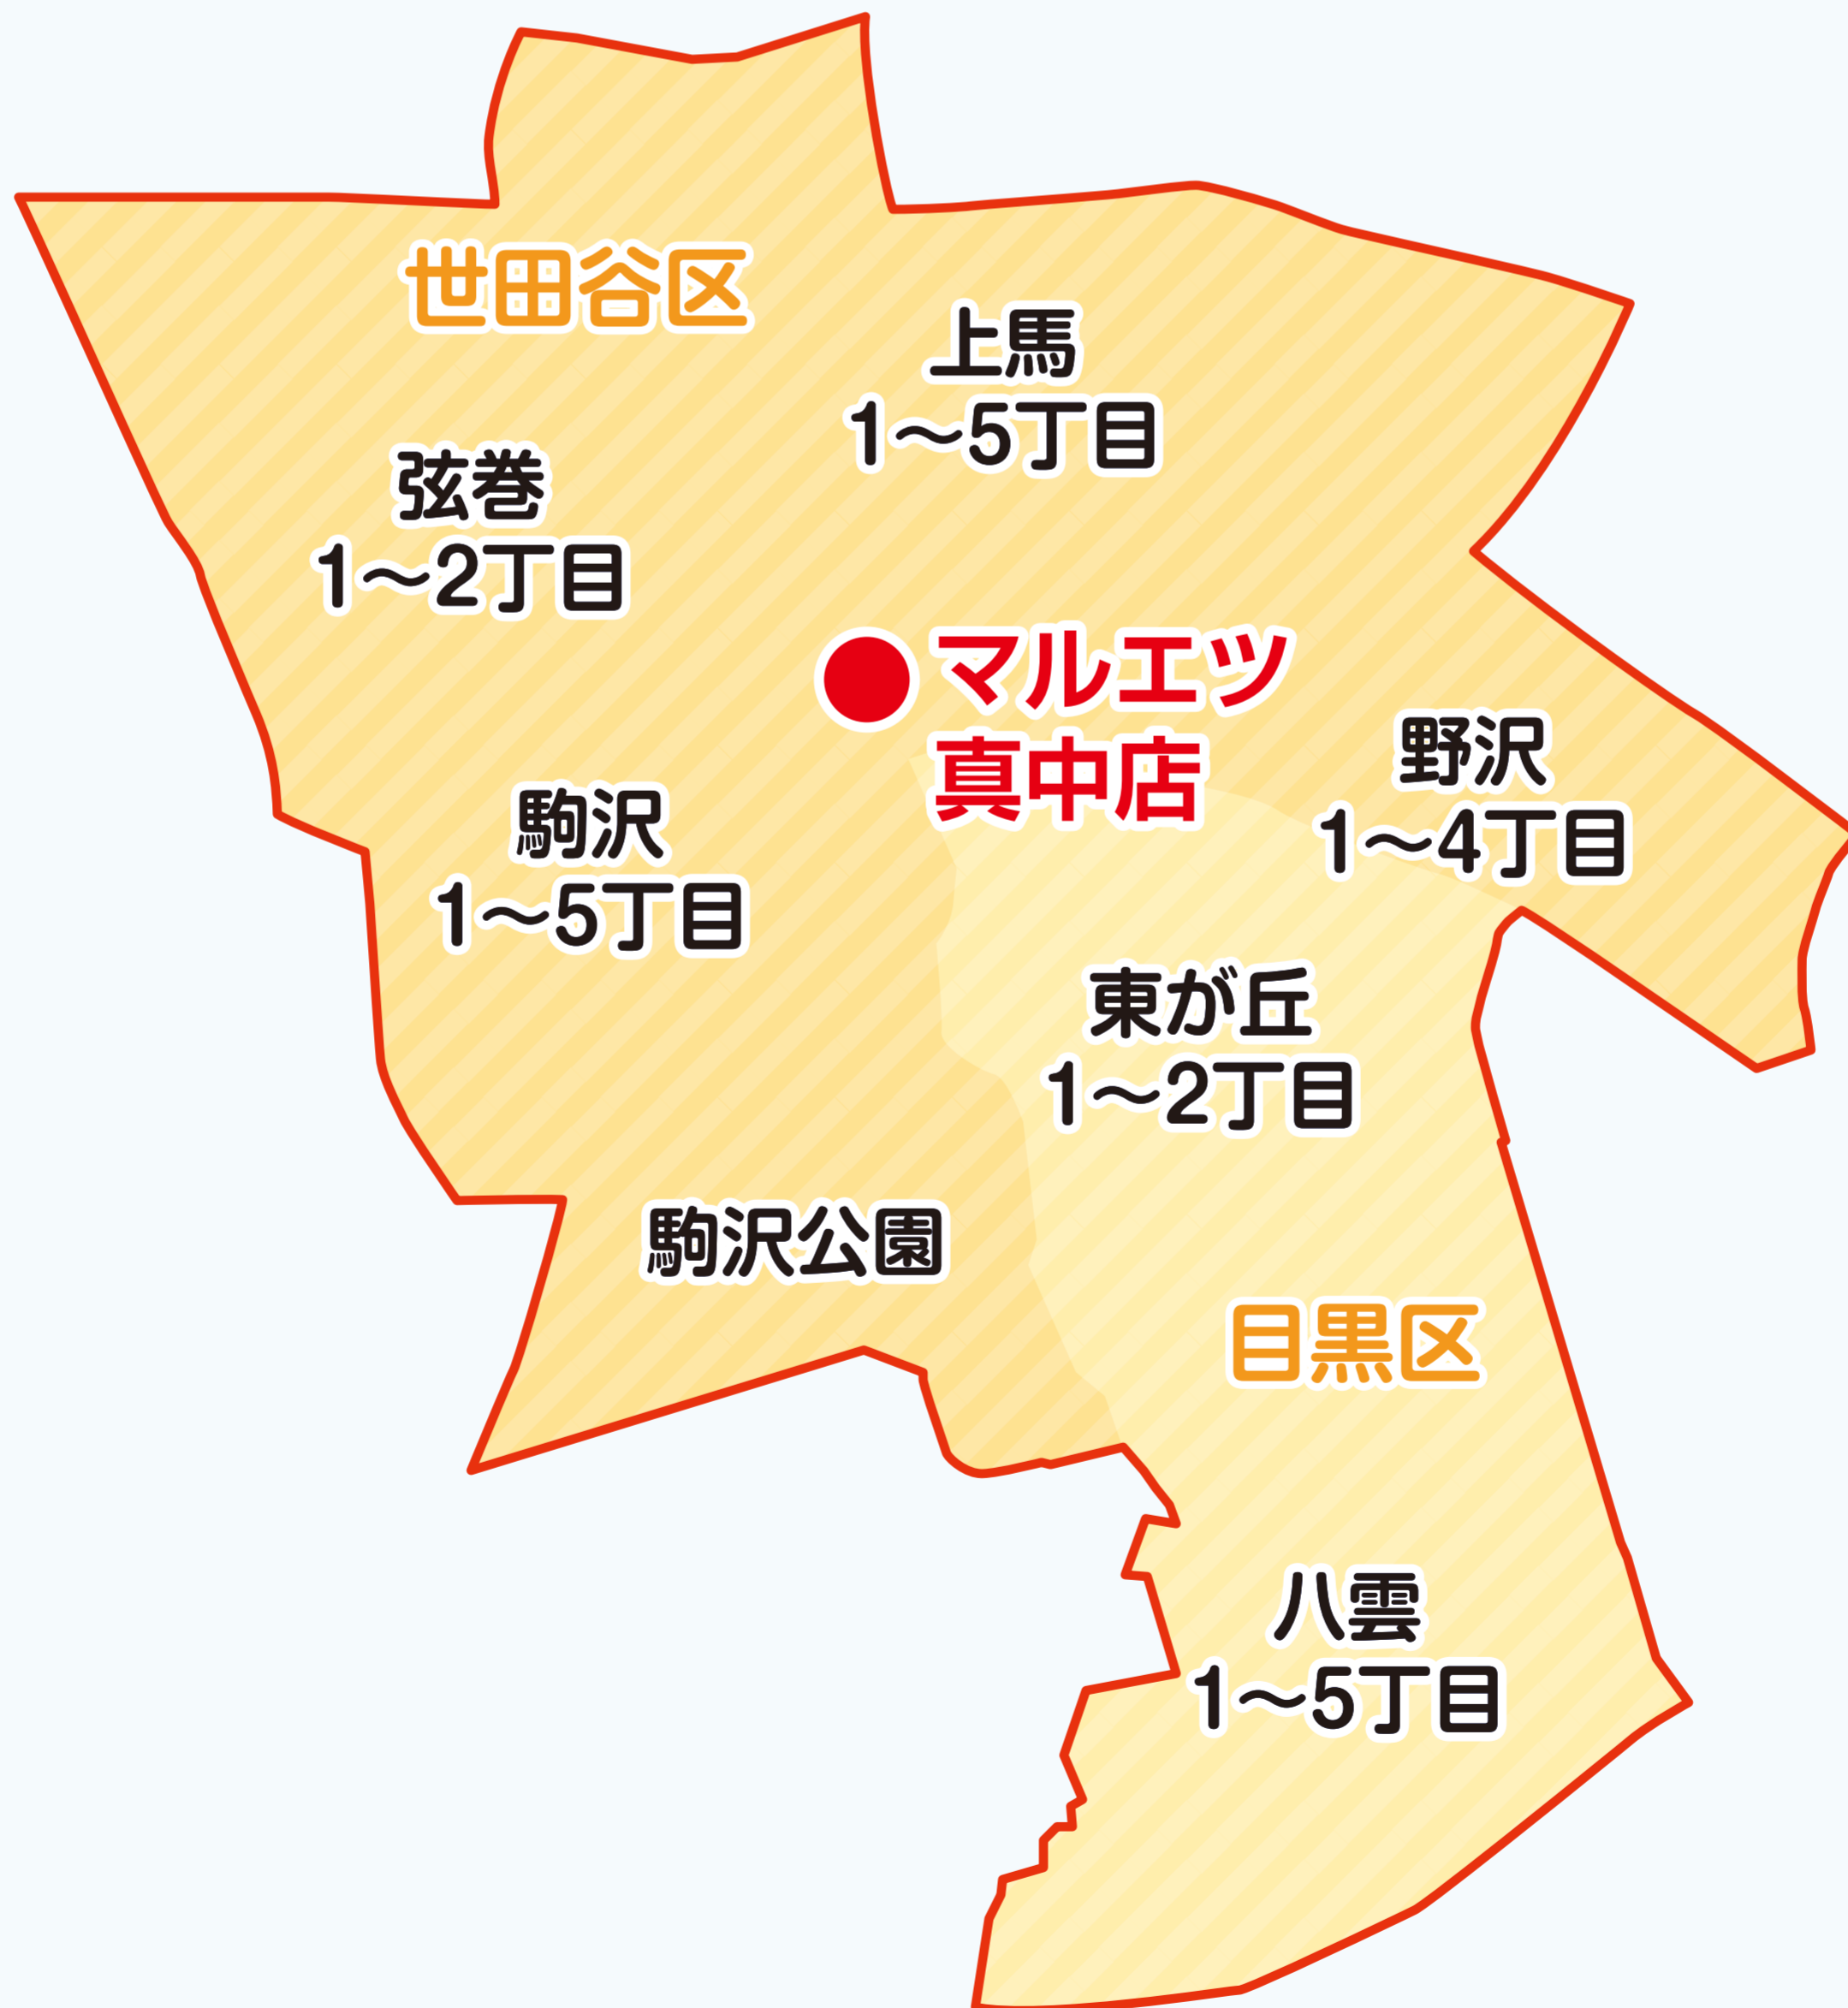 世田谷区
上馬
1〜5丁目
弦巻
1〜2丁目
マルエツ
真中店
野沢
1〜4丁目
駒沢
1〜5丁目
東が丘
1〜2丁目
駒沢公園
目黒区
八雲
1〜5丁目